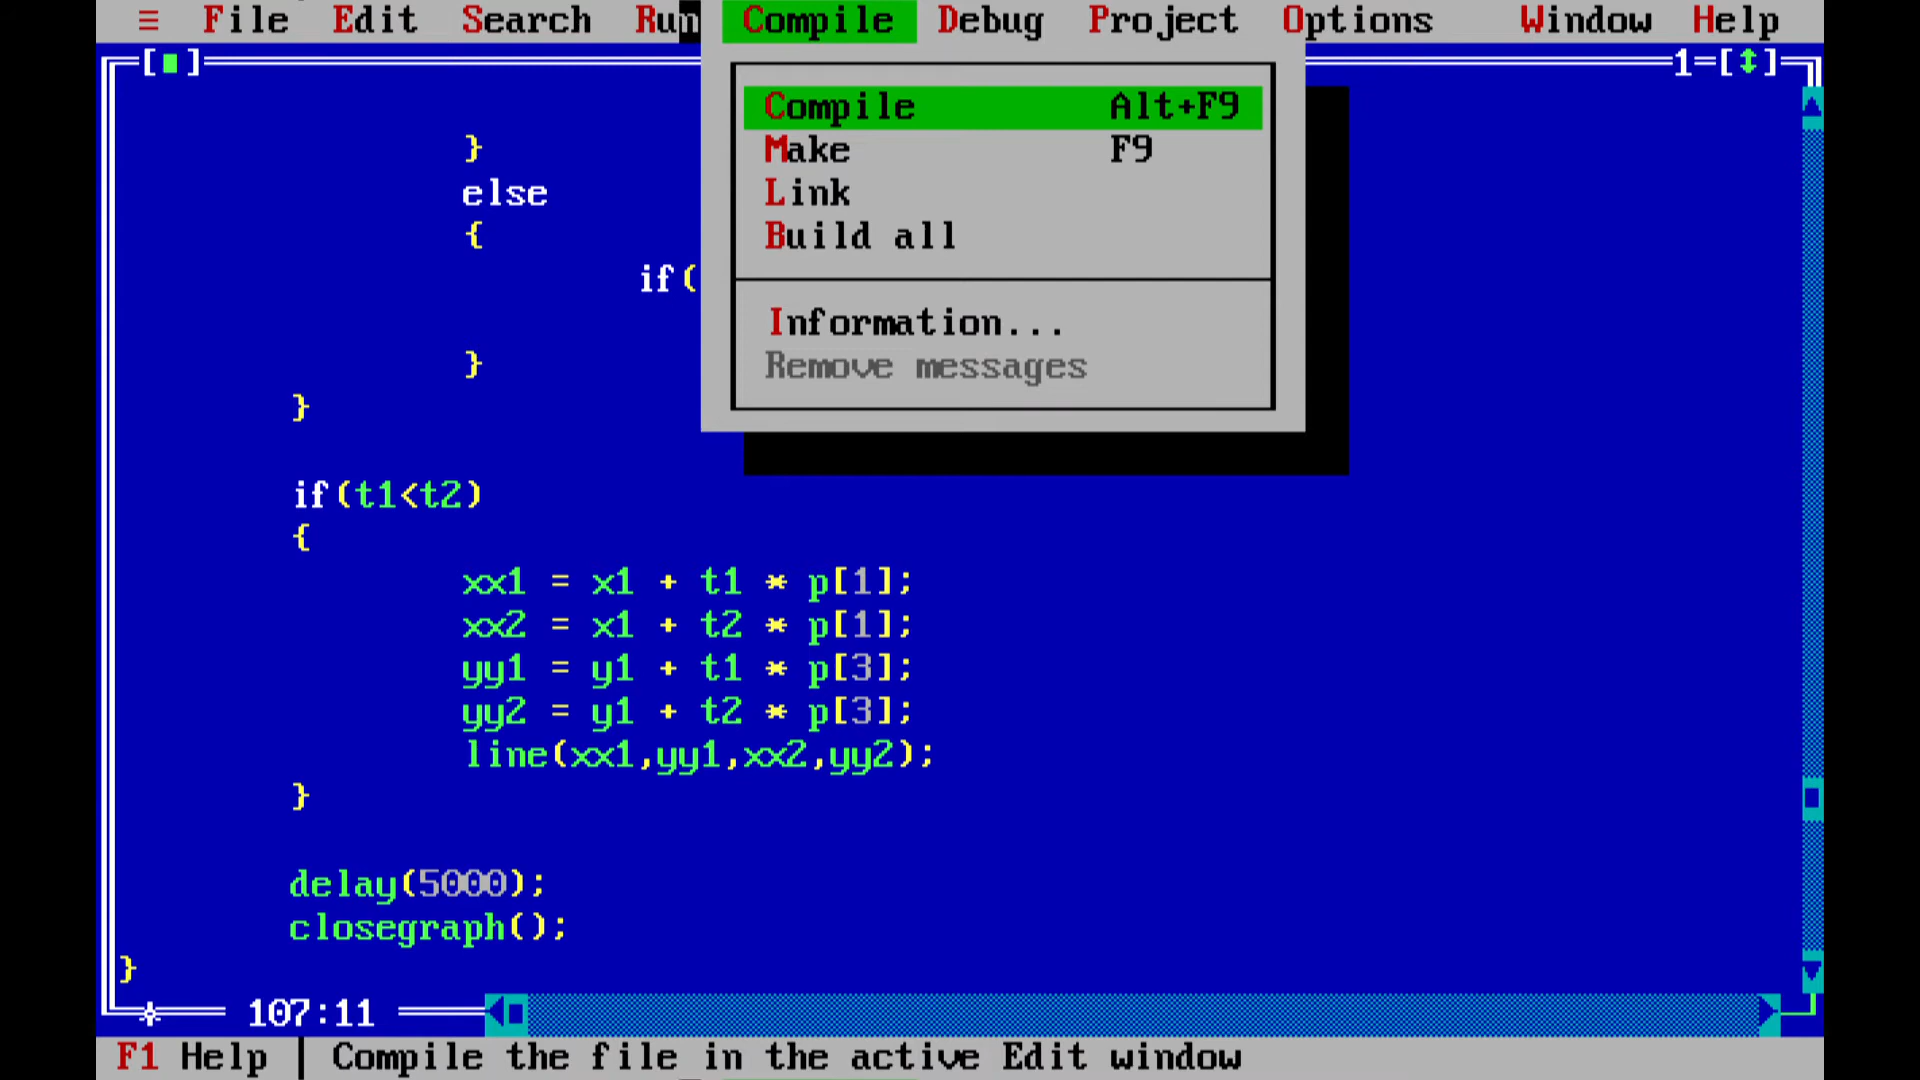 ≡ File Edit Search Run Compile Debug Project Options Window Help
[■] 1=[↕]
Compile Alt+F9
} Make F9
else Link
{ Build all
if(
Information...
} Remove messages
}
if(t1<t2)
{
xx1 = x1 + t1 * p[1];
xx2 = x1 + t2 * p[1];
yy1 = y1 + t1 * p[3];
yy2 = y1 + t2 * p[3];
line(xx1,yy1,xx2,yy2);
}
delay(5000);
closegraph();
}
107:11
F1 Help | Compile the file in the active Edit window